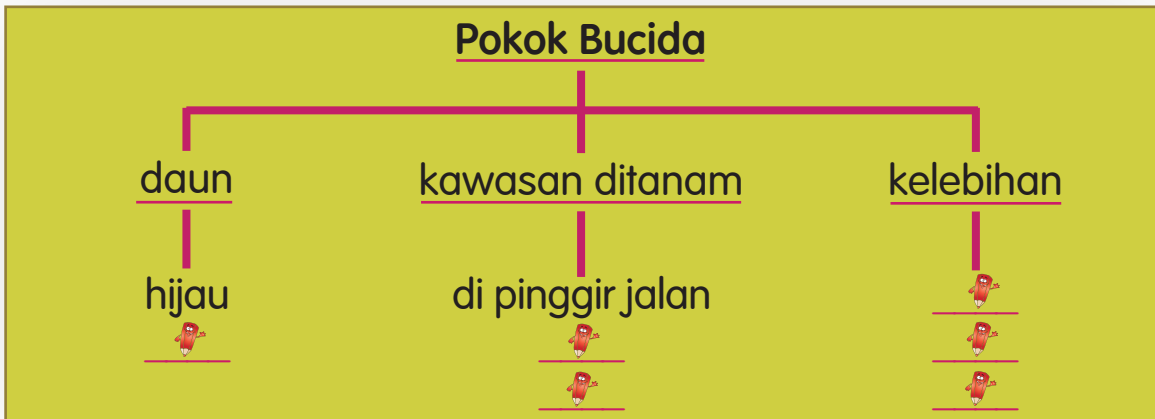 Pokok Bucida
daun
kawasan ditanam
kelebihan
hijau
di pinggir jalan